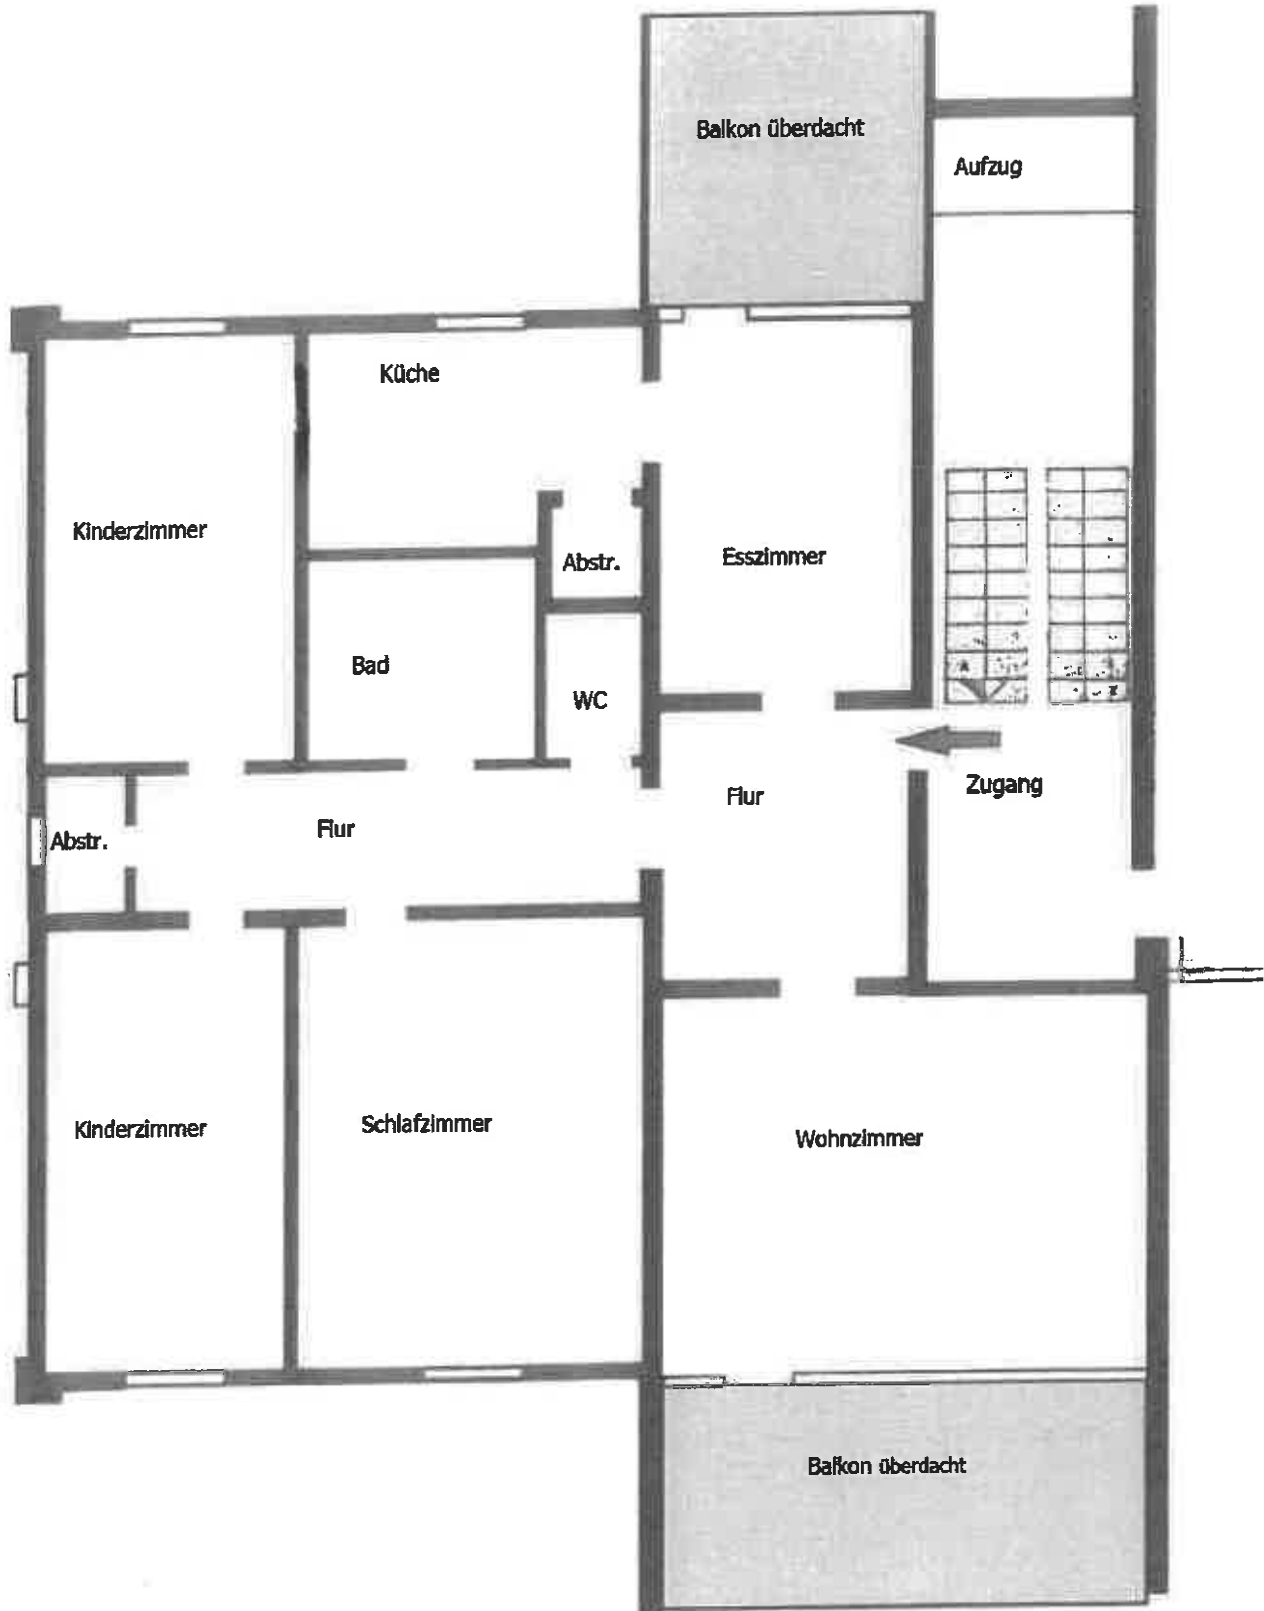 Balkon überdacht
Aufzug
Küche
Kinderzimmer
Esszimmer
Abstr.
Bad
WC
Zugang
Flur
Flur
Abstr.
Kinderzimmer
Schlafzimmer
Wohnzimmer
Balkon überdacht